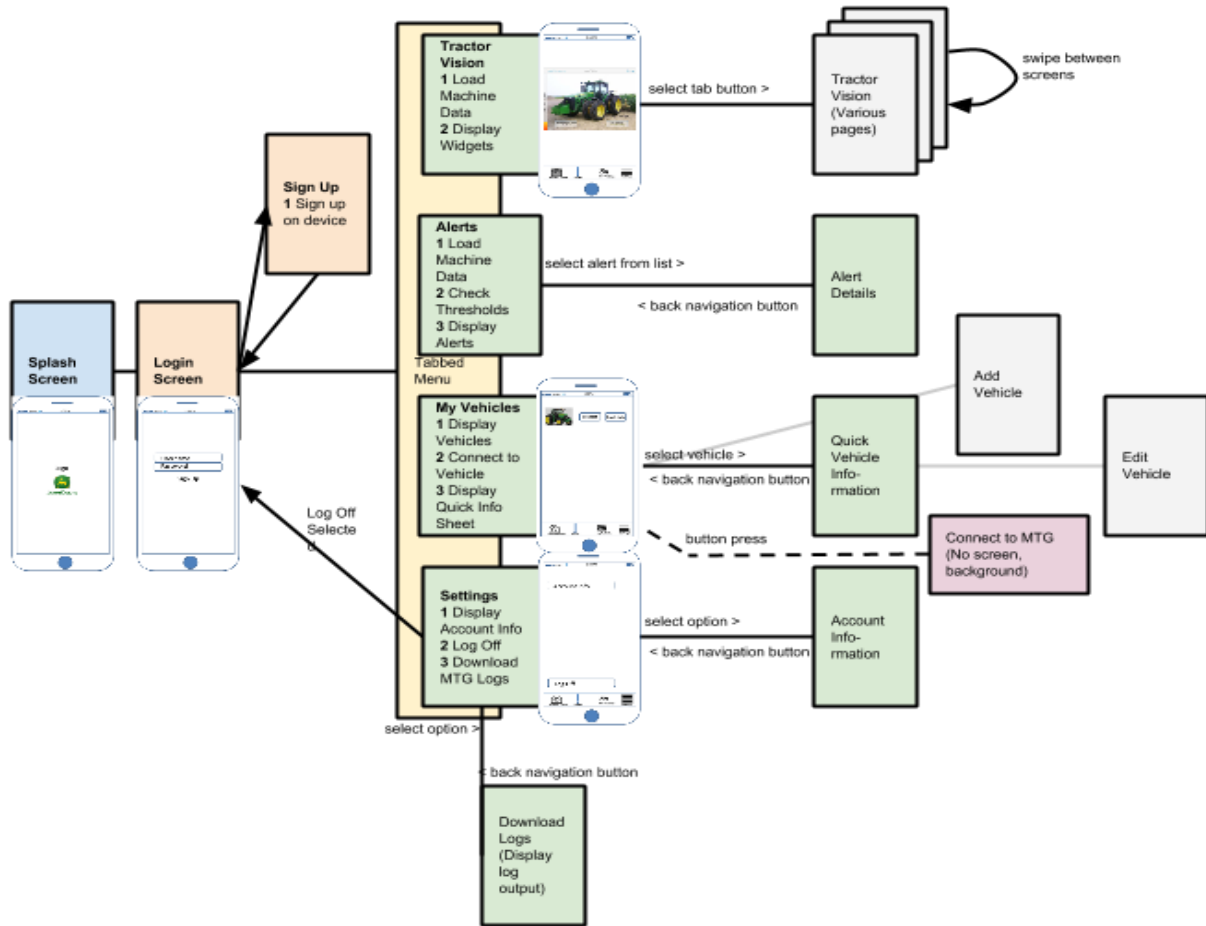 Splash
Screen
Login
Screen
Sign Up
1 Sign up
on device
Tabbed
Menu
Log Off
Selecte
d
Tractor
Vision
1 Load
Machine
Data
2 Display
Widgets
select tab button >
Tractor
Vision
(Various
pages)
swipe between
screens
Alerts
1 Load
Machine
Data
2 Check
Thresholds
3 Display
Alerts
select alert from list >
< back navigation button
Alert
Details
My Vehicles
1 Display
Vehicles
2 Connect to
Vehicle
3 Display
Quick Info
Sheet
select vehicle >
< back navigation button
Quick
Vehicle
Info-
rmation
Add
Vehicle
Edit
Vehicle
button press
Connect to MTG
(No screen,
background)
Settings
1 Display
Account Info
2 Log Off
3 Download
MTG Logs
select option >
< back navigation button
Account
Info-
rmation
select option >
< back navigation button
Download
Logs
(Display
log
output)